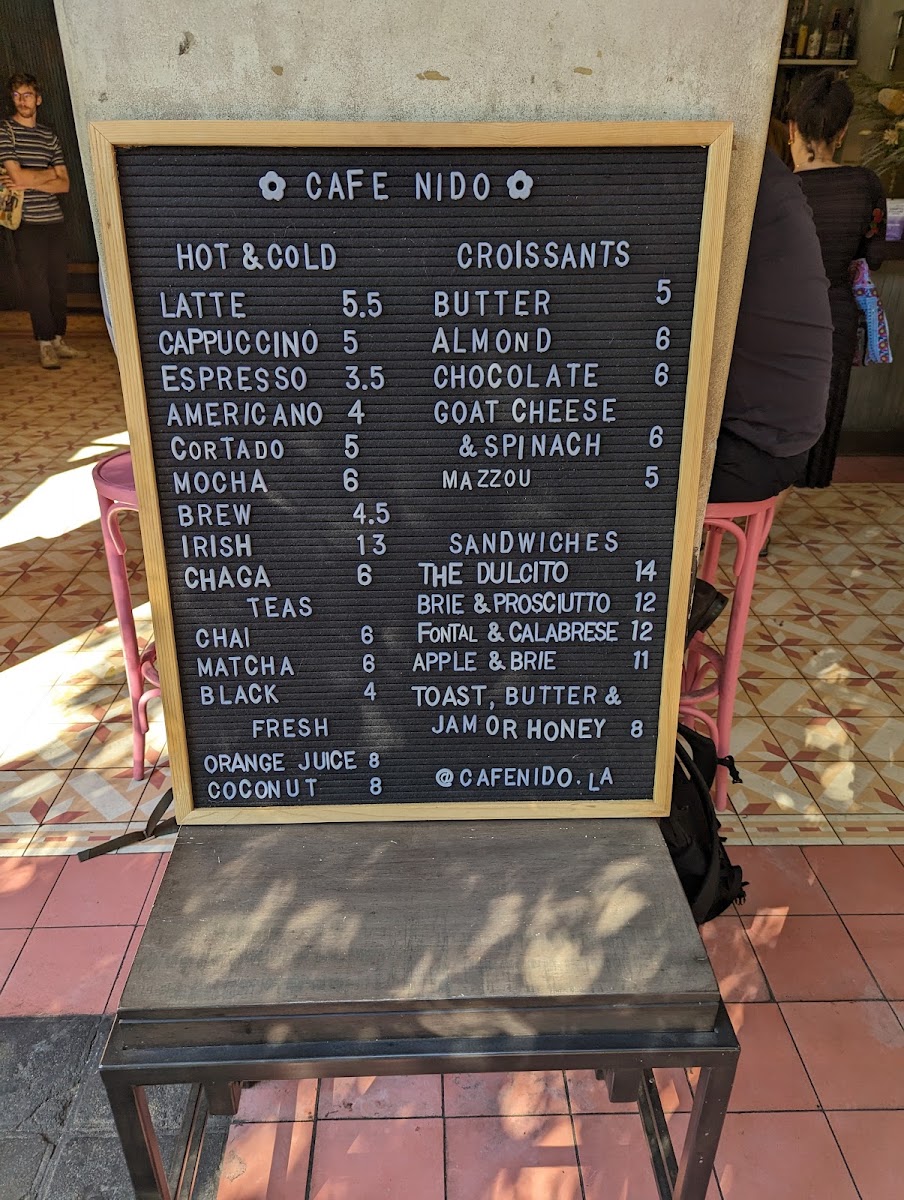 CAFE NIDO
HOT & COLD
LATTE 5.5
CAPPUCCINO 5
ESPRESSO 3.5
AMERICANO 4
CORTADO 5
MOCHA 6
BREW 4.5
IRISH 13
CHAGA 6
TEAS
CHAI 6
MATCHA 6
BLACK 4
FRESH
ORANGE JUICE 8
COCONUT 8
CROISSANTS
BUTTER 5
ALMOnD 6
CHOCOLATE 6
GOAT CHEESE
& SPINACH 6
MAZZOU 5
SANDWICHES
THE DULCITO 14
BRIE & PROSCIUTTO 12
FONTAL & CALABRESE 12
APPLE & BRIE 11
TOAST, BUTTER &
JAM OR HONEY 8
@CAFENIDO.LA